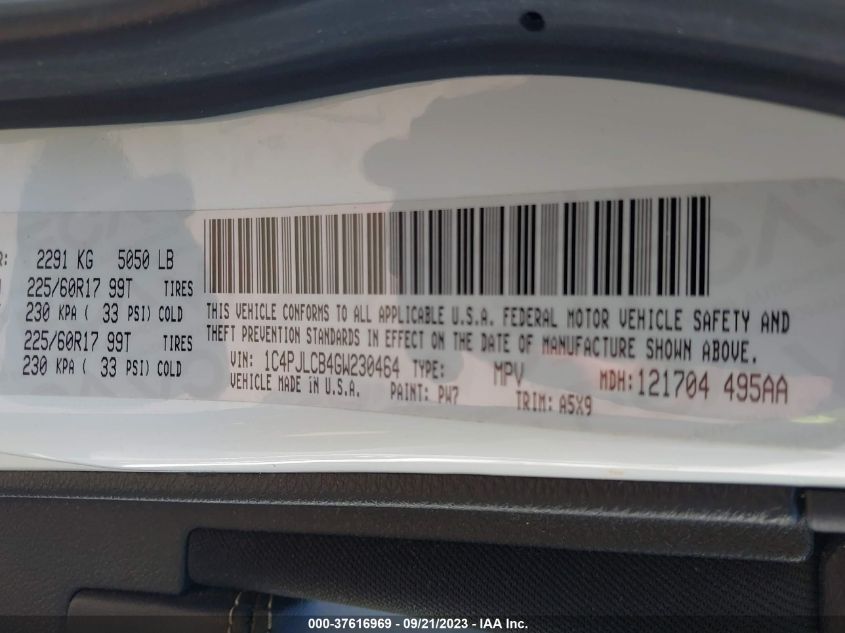 R: 2291 KG 5050 LB
225/60R17 99T TIRES
230 KPA ( 33 PSI) COLD
225/60R17 99T TIRES
230 KPA ( 33 PSI) COLD
THIS VEHICLE CONFORMS TO ALL APPLICABLE U.S.A. FEDERAL MOTOR VEHICLE SAFETY AND
THEFT PREVENTION STANDARDS IN EFFECT ON THE DATE OF MANUFACTURE SHOWN ABOVE.
VIN: 1C4PJLCB4GW230464 TYPE: MPV MDH: 121704 495AA
VEHICLE MADE IN U.S.A. PAINT: PW7 TRIM: A5X9
000-37616969 - 09/21/2023 - IAA Inc.